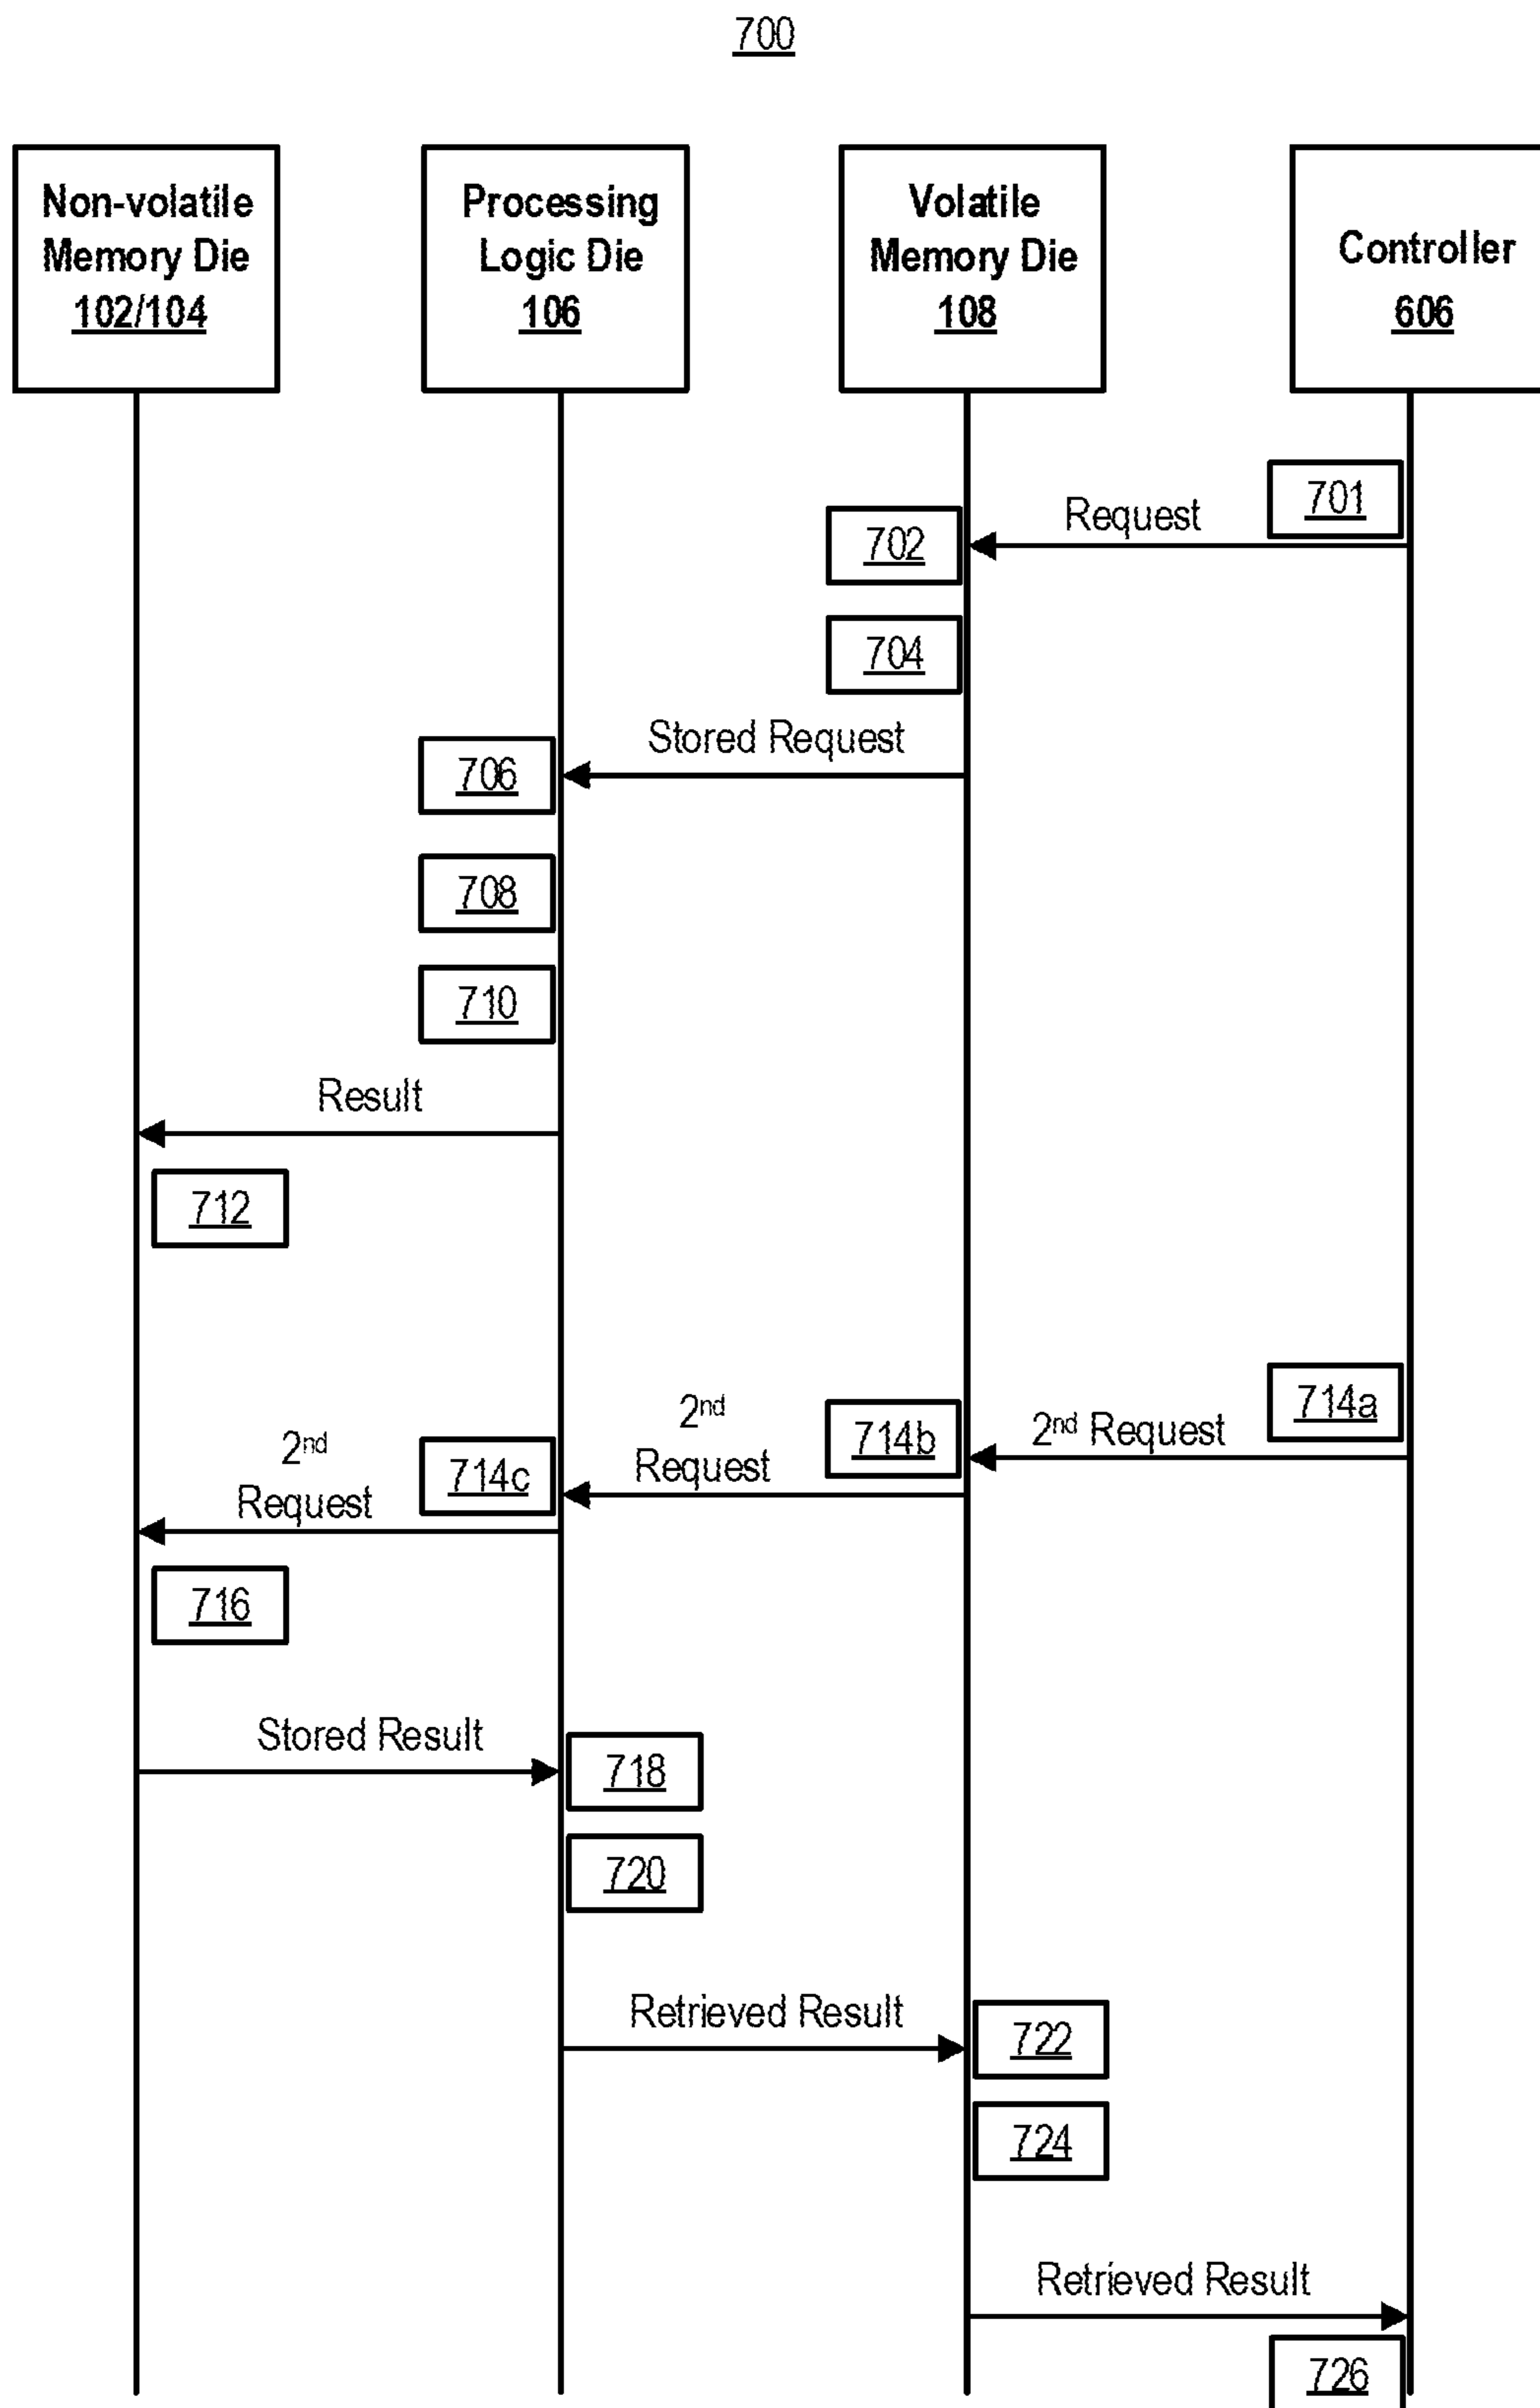 700
Non-volatile
Memory Die
102/104
Processing
Logic Die
106
Volatile
Memory Die
108
Controller
606
701
Request
702
704
Stored Request
706
708
710
Result
712
714a
2nd Request
714b
2nd
Request
714c
2nd
Request
716
Stored Result
718
720
Retrieved Result
722
724
Retrieved Result
726